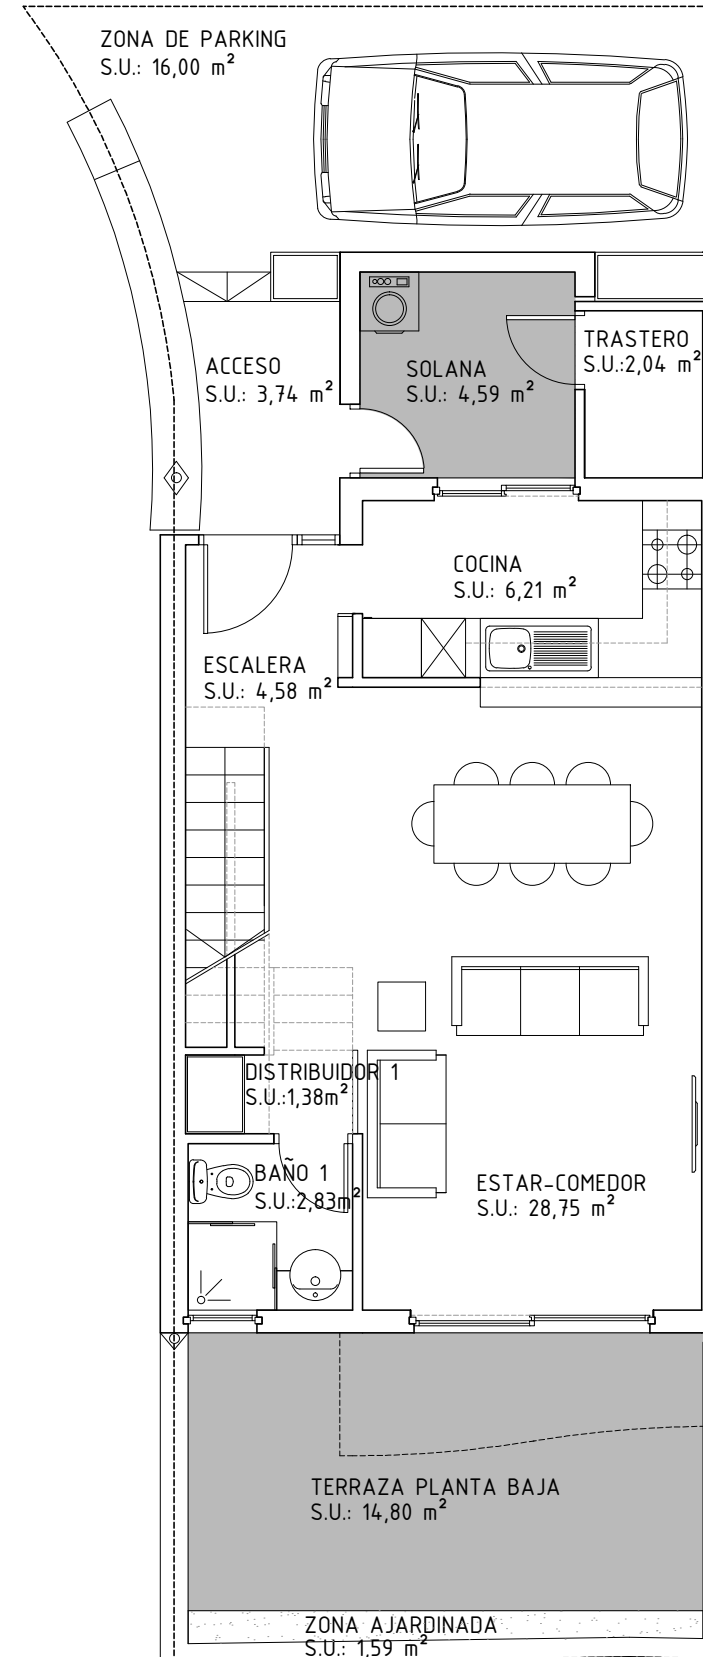 ZONA DE PARKING
S.U.: 16,00 m²
ACCESO
S.U.: 3,74 m²
SOLANA
S.U.: 4,59 m²
TRASTERO
S.U.:2,04 m²
COCINA
S.U.: 6,21 m²
ESCALERA
S.U.: 4,58 m²
DISTRIBUIDOR 1
S.U.:1,38m²
BAÑO 1
S.U.:2,83m²
ESTAR-COMEDOR
S.U.: 28,75 m²
TERRAZA PLANTA BAJA
S.U.: 14,80 m²
ZONA AJARDINADA
S.U.: 1,59 m²